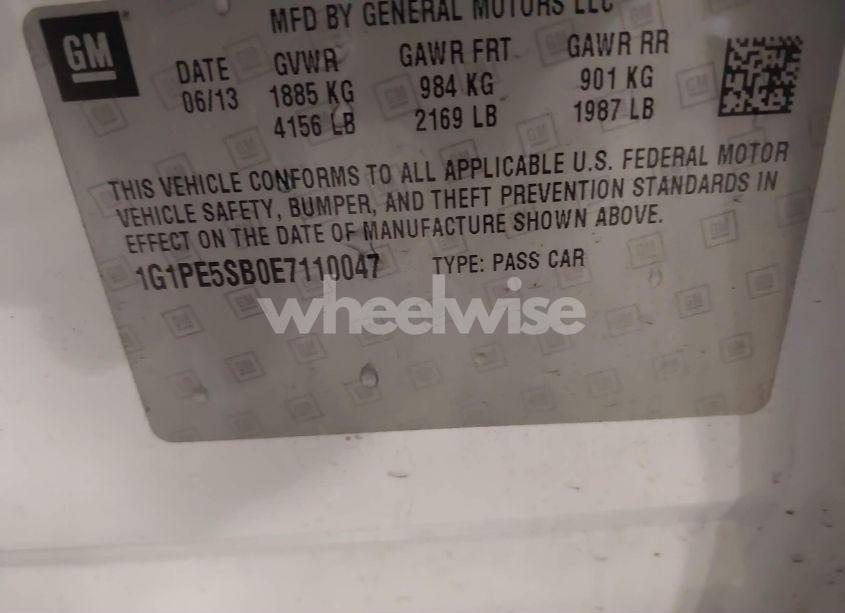 MFD BY GENERAL MOTORS LLC
GM
DATE GVWR GAWR FRT GAWR RR
06/13 1885 KG 984 KG 901 KG
4156 LB 2169 LB 1987 LB
THIS VEHICLE CONFORMS TO ALL APPLICABLE U.S. FEDERAL MOTOR
VEHICLE SAFETY, BUMPER, AND THEFT PREVENTION STANDARDS IN
EFFECT ON THE DATE OF MANUFACTURE SHOWN ABOVE.
1G1PE5SB0E7110047 TYPE: PASS CAR
wheelwise